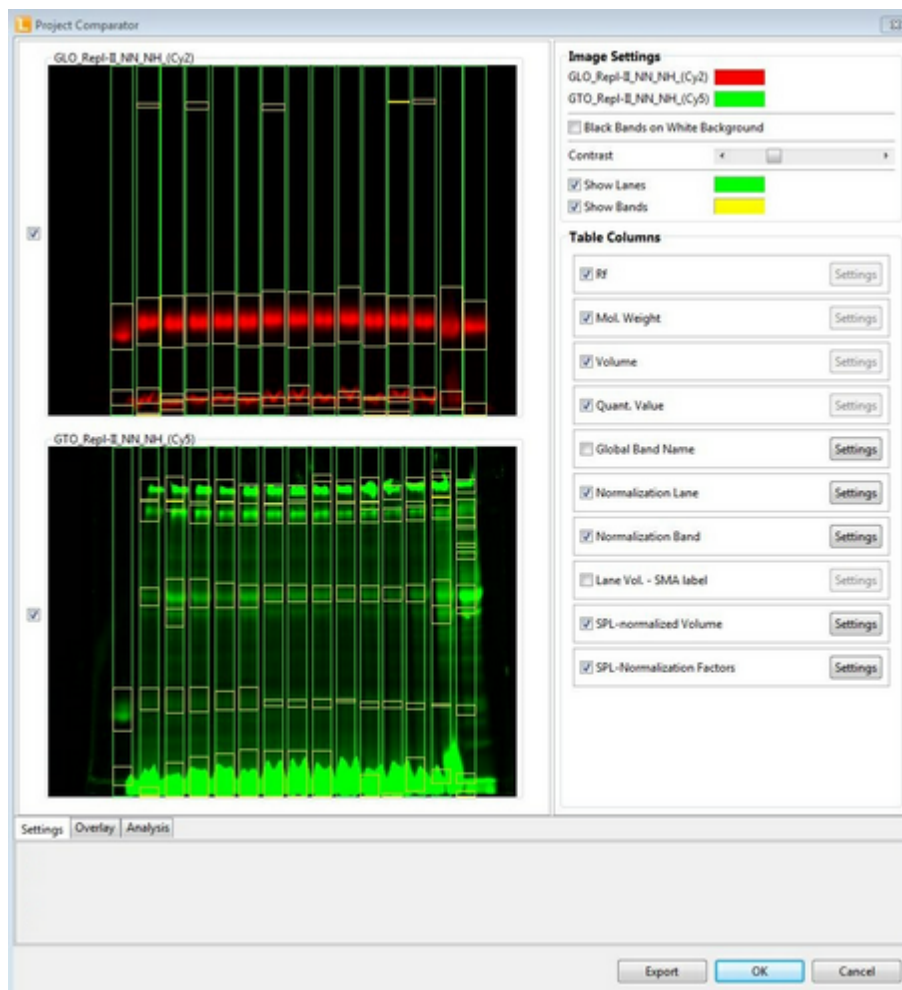 Project Comparator
GLO_Repl-II_NN_NH_(Cy2)
GTO_Repl-II_NN_NH_(Cy5)
Image Settings
GLO_Repl-II_NN_NH_(Cy2)
GTO_Repl-II_NN_NH_(Cy5)
Black Bands on White Background
Contrast
Show Lanes
Show Bands
Table Columns
Rf Settings
Mol. Weight Settings
Volume Settings
Quant. Value Settings
Global Band Name Settings
Normalization Lane Settings
Normalization Band Settings
Lane Vol. - SMA label Settings
SPL-normalized Volume Settings
SPL-Normalization Factors Settings
Settings Overlay Analysis
Export OK Cancel